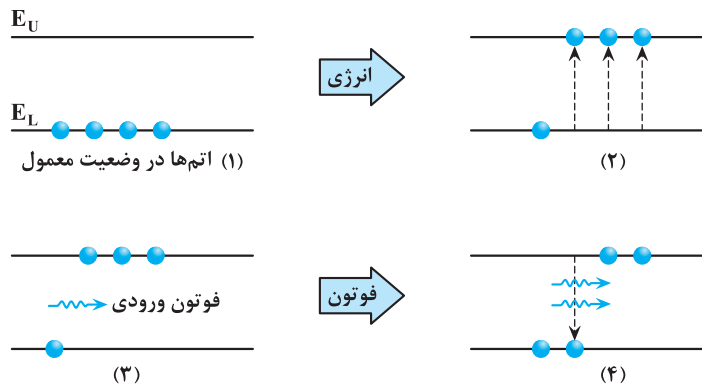 E_U
انرژی
E_L
(۱) اتم‌ها در وضعیت معمول
(۲)
فوتون ورودی
فوتون
(۳)
(۴)